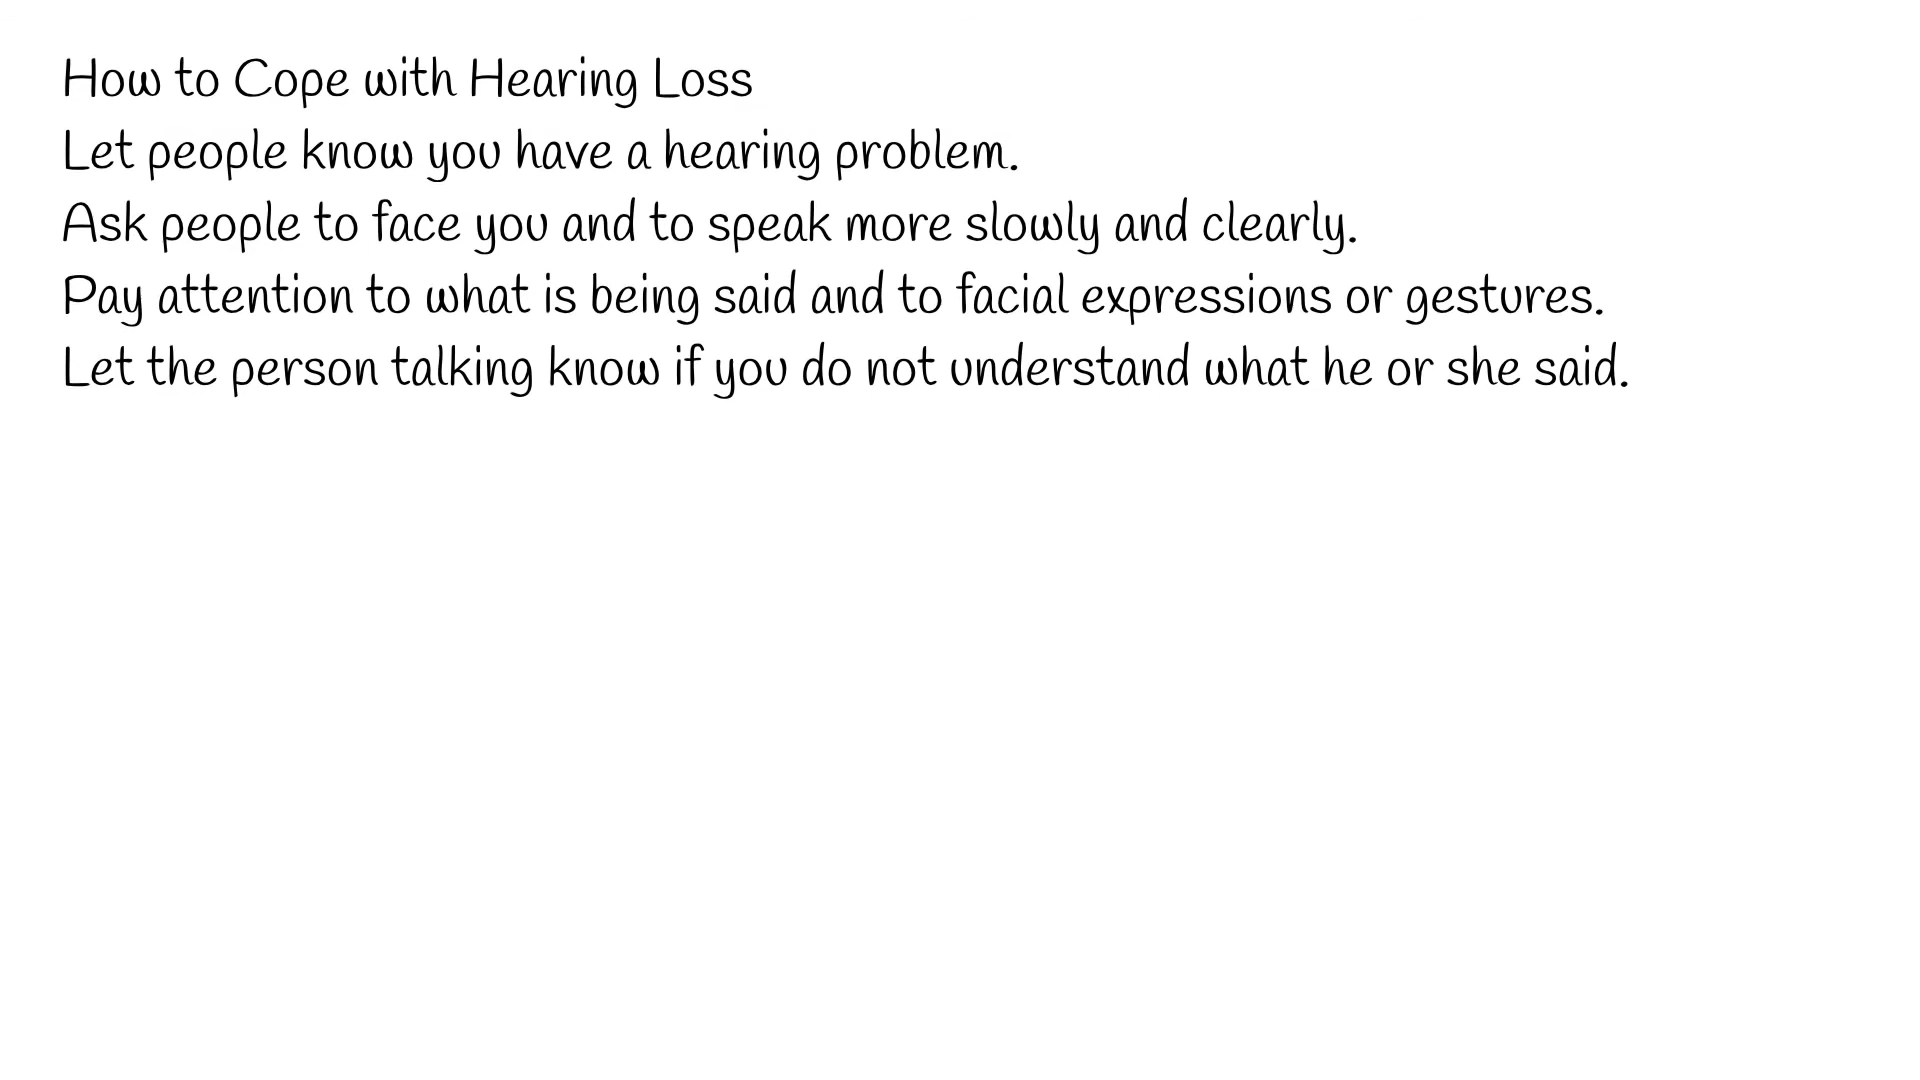 How to Cope with Hearing Loss
Let people know you have a hearing problem.
Ask people to face you and to speak more slowly and clearly.
Pay attention to what is being said and to facial expressions or gestures.
Let the person talking know if you do not understand what he or she said.